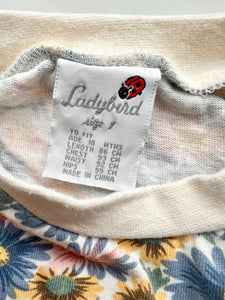 Ladybird
size 1
TO FIT
AGE 18 MTHS
LENGTH 86 CM
CHEST 53 CM
WAIST 52 CM
HIPS 55 CM
MADE IN CHINA